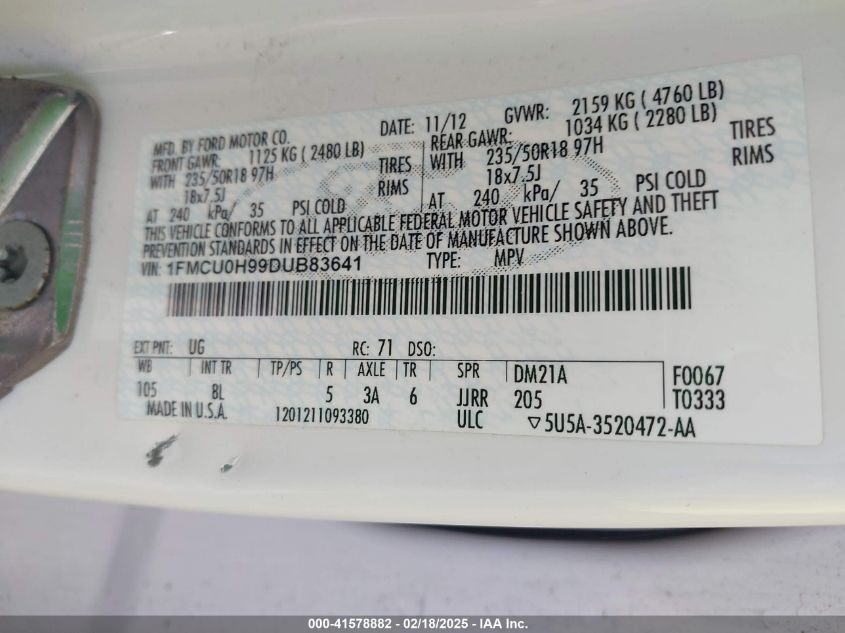 MFD. BY FORD MOTOR CO. DATE: 11/12 GVWR: 2159 KG ( 4760 LB)
FRONT GAWR: 1125 KG ( 2480 LB) REAR GAWR: 1034 KG ( 2280 LB)
WITH 235/50R18 97H TIRES WITH 235/50R18 97H TIRES
18x7.5J RIMS 18x7.5J RIMS
AT 240 kPa/ 35 PSI COLD AT 240 kPa/ 35 PSI COLD
THIS VEHICLE CONFORMS TO ALL APPLICABLE FEDERAL MOTOR VEHICLE SAFETY AND THEFT
PREVENTION STANDARDS IN EFFECT ON THE DATE OF MANUFACTURE SHOWN ABOVE.
VIN: 1FMCU0H99DUB83641 TYPE: MPV
EXT PNT: UG RC: 71 DSO:
WB INT TR TP/PS R AXLE TR SPR DM21A F0067
105 8L 5 3A 6 JJRR 205 T0333
MADE IN U.S.A. 1201211093380 ULC ▽5U5A-3520472-AA
000-41578882 - 02/18/2025 - IAA Inc.